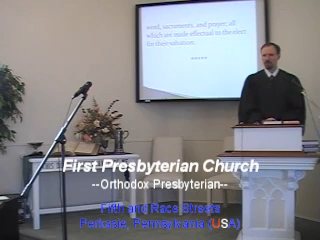 word, sacraments, and prayer; all
which are made effectual to the elect
for their salvation.
First Presbyterian Church
--Orthodox Presbyterian--
Fifth and Race Streets
Perkasie, Pennsylvania (USA)